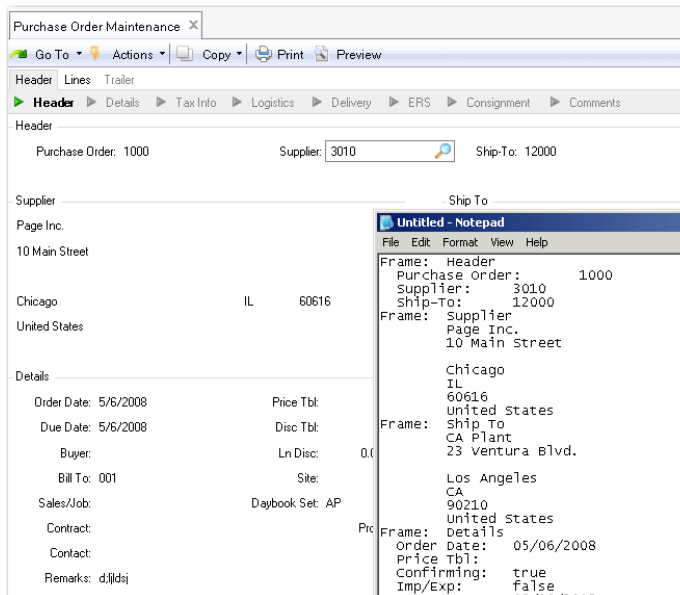 Purchase Order Maintenance X
Go To Actions Copy Print Preview
Header Lines Trailer
Header Details Tax Info Logistics Delivery ERS Consignment Comments
Header
Purchase Order: 1000 Supplier: 3010 Ship-To: 12000
Supplier Ship To
Page Inc.
10 Main Street
Chicago IL 60616
United States
Details
Order Date: 5/6/2008 Price Tbl:
Due Date: 5/6/2008 Disc Tbl:
Buyer: Ln Disc: 0.0
Bill To: 001 Site:
Sales/Job: Daybook Set: AP
Contract:
Contact:
Remarks: d;ljldsj
Untitled - Notepad
File Edit Format View Help
Frame: Header
Purchase Order: 1000
Supplier: 3010
Ship-To: 12000
Frame: Supplier
Page Inc.
10 Main Street
Chicago
IL
60616
United States
Frame: Ship To
CA Plant
23 Ventura Blvd.
Los Angeles
CA
90210
United States
Frame: Details
Order Date: 05/06/2008
Price Tbl:
Confirming: true
Imp/Exp: false